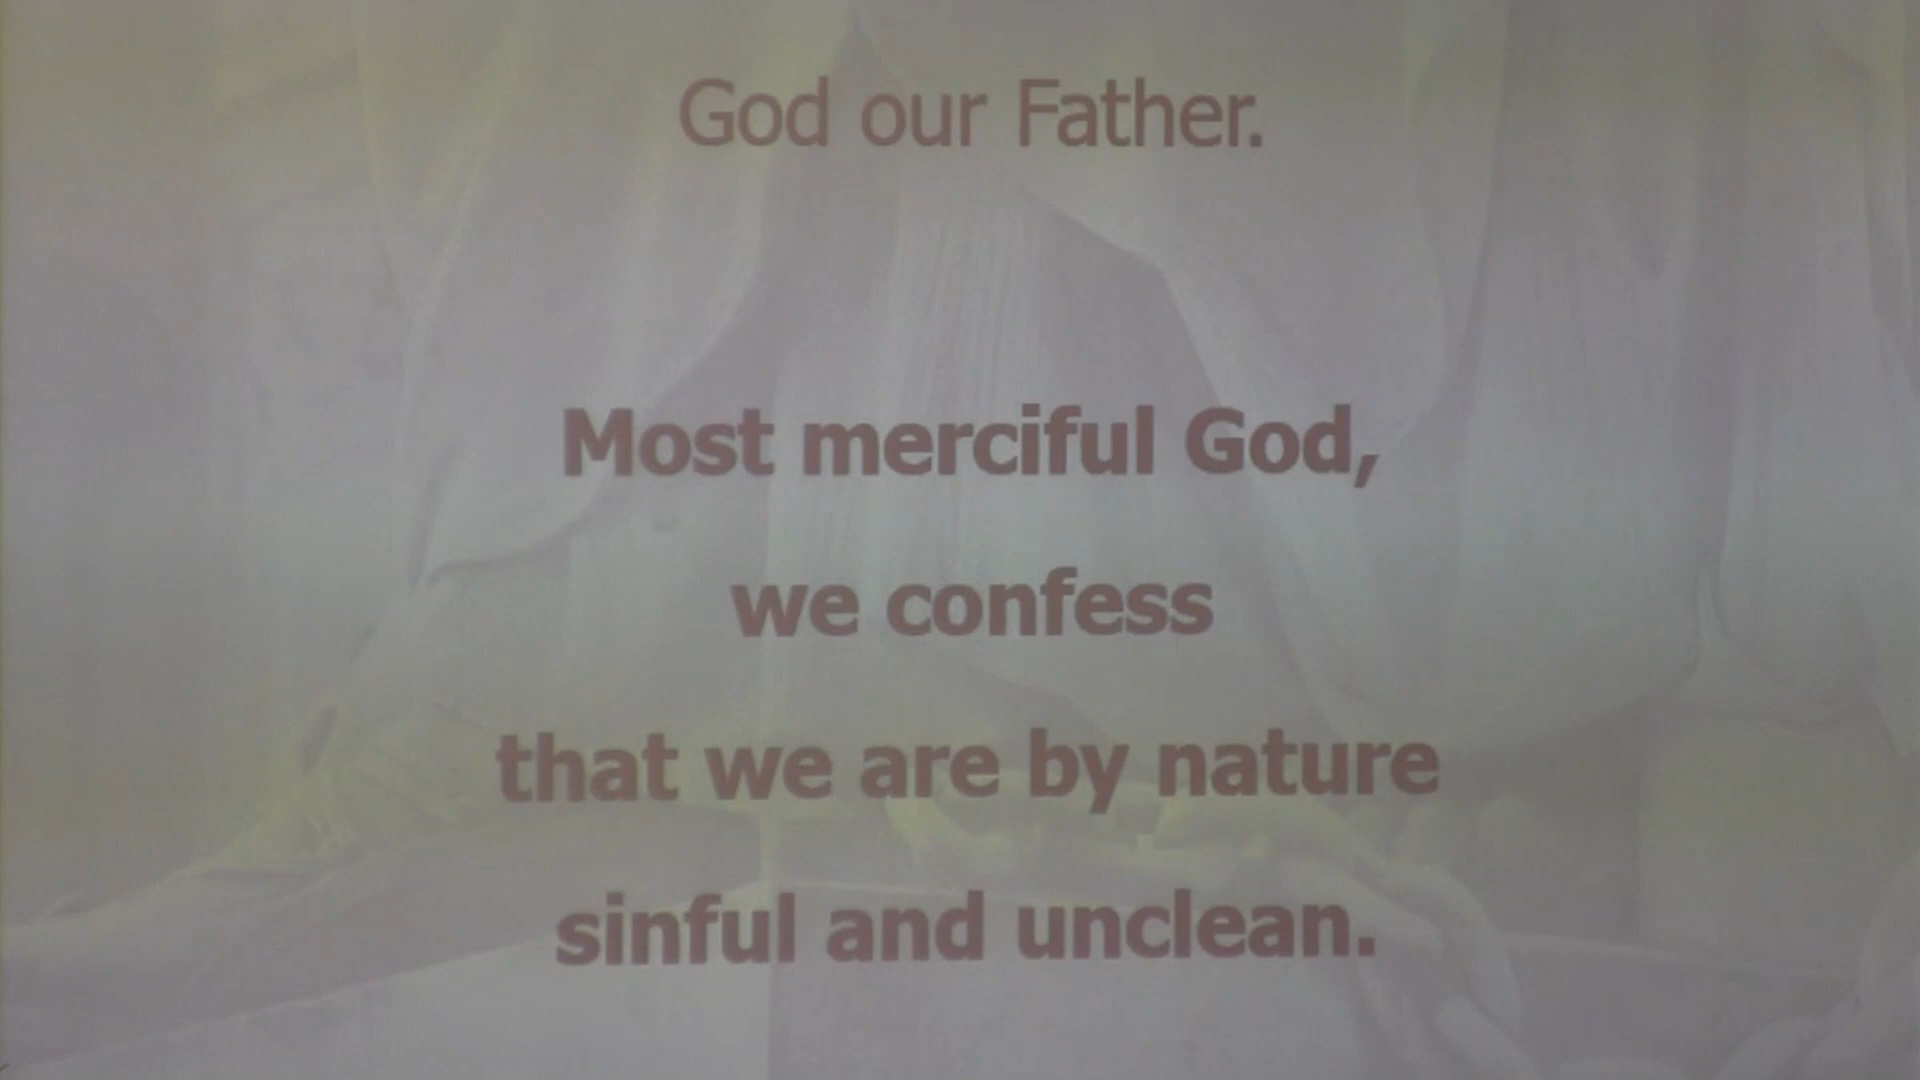 God our Father.
Most merciful God,
we confess
that we are by nature
sinful and unclean.